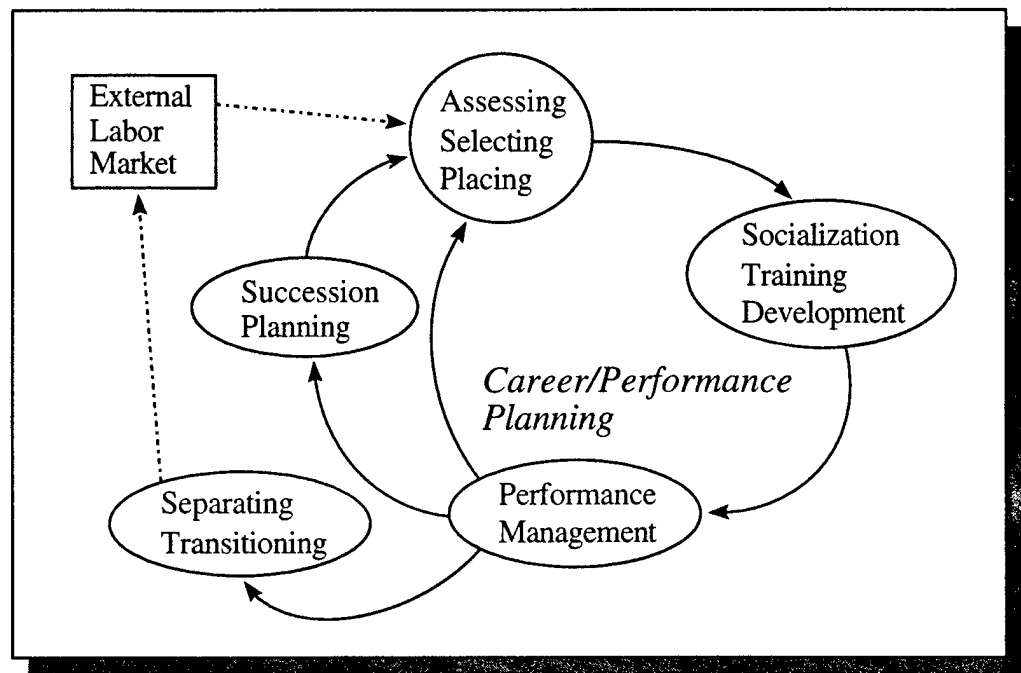 External
Labor
Market
Assessing
Selecting
Placing
Socialization
Training
Development
Succession
Planning
Career/Performance
Planning
Performance
Management
Separating
Transitioning